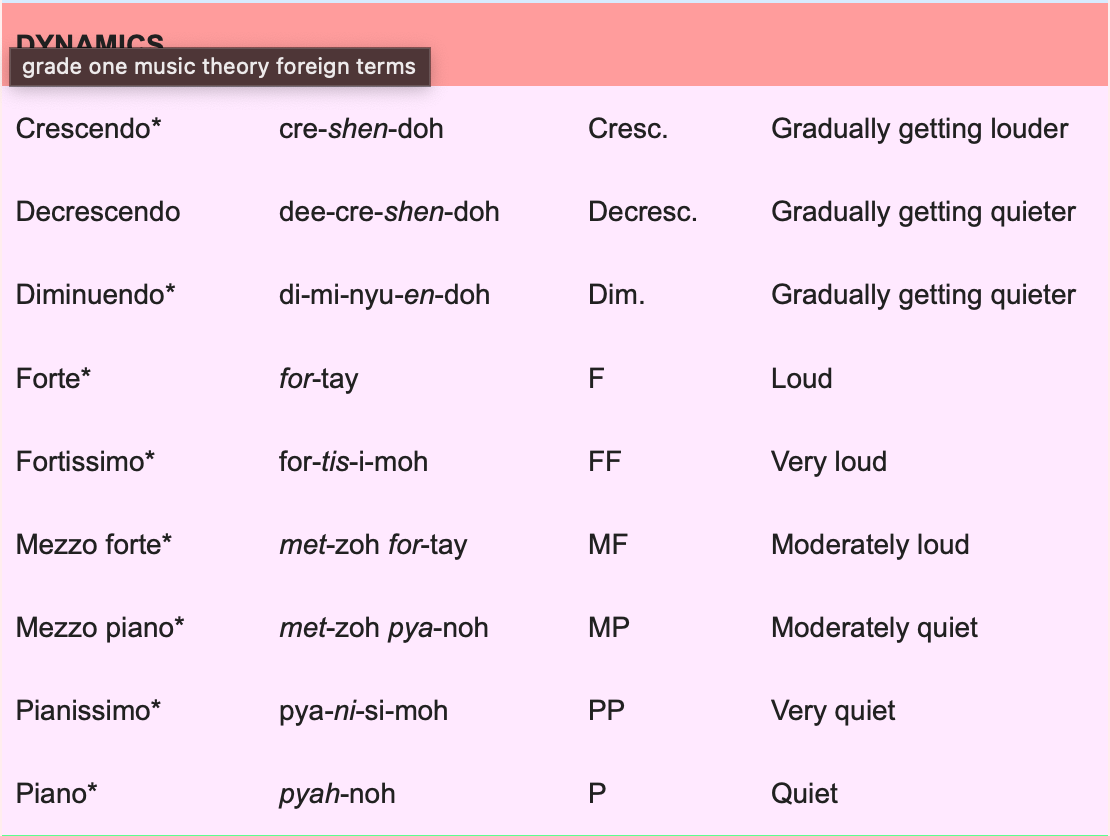 DYNAMICS
grade one music theory foreign terms
Crescendo* cre-shen-doh Cresc. Gradually getting louder
Decrescendo dee-cre-shen-doh Decresc. Gradually getting quieter
Diminuendo* di-mi-nyu-en-doh Dim. Gradually getting quieter
Forte* for-tay F Loud
Fortissimo* for-tis-i-moh FF Very loud
Mezzo forte* met-zoh for-tay MF Moderately loud
Mezzo piano* met-zoh pya-noh MP Moderately quiet
Pianissimo* pya-ni-si-moh PP Very quiet
Piano* pyah-noh P Quiet